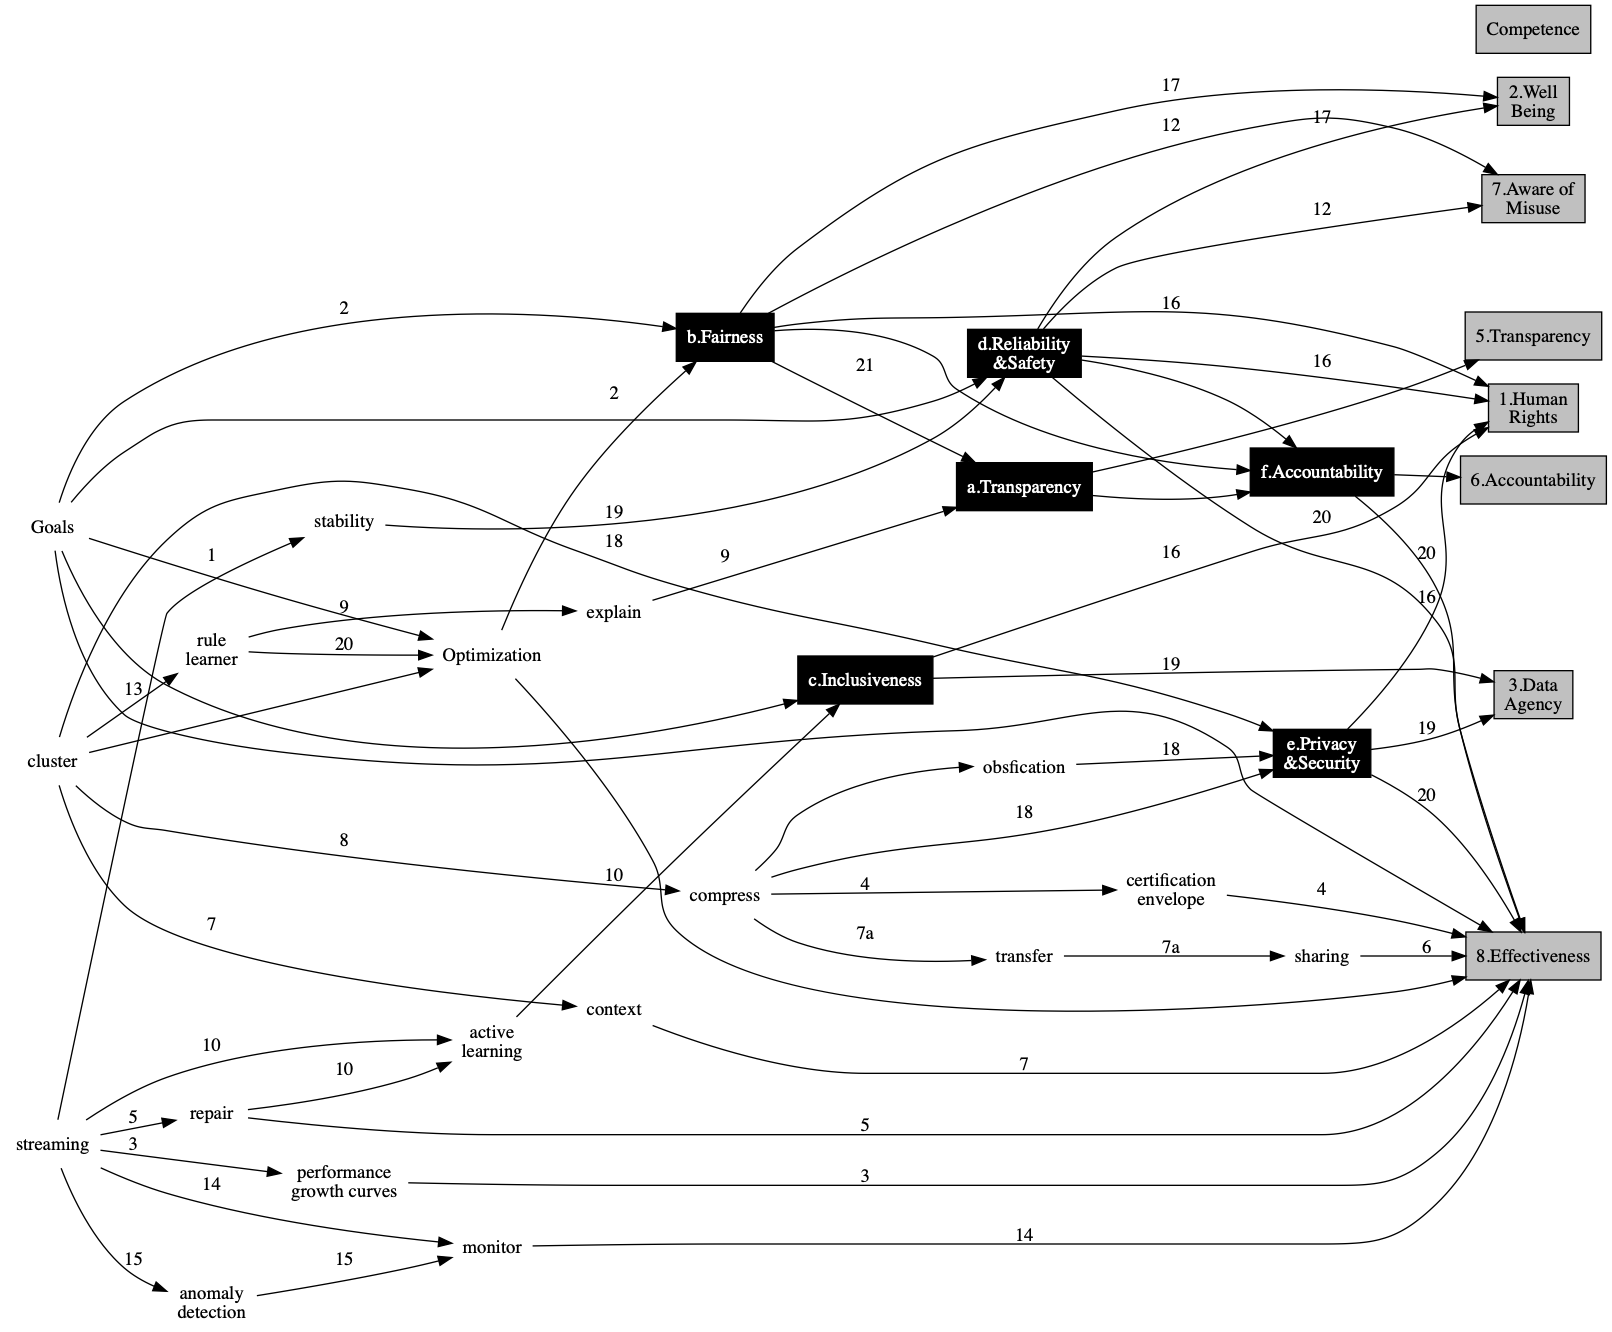 Competence
17
2.Well
Being
12
17
7.Aware of
Misuse
12
2
16
b.Fairness
5.Transparency
d.Reliability
&Safety
21
16
2
1.Human
Rights
f.Accountability
6.Accountability
a.Transparency
Goals
stability
19
20
18
1
9
16
20
9
explain
16
rule
learner
20
Optimization
19
c.Inclusiveness
13
3.Data
Agency
19
cluster
obsfication
18
e.Privacy
&Security
20
18
8
10
compress
4
certification
envelope
4
7
7a
transfer
7a
sharing
6
8.Effectiveness
context
10
active
learning
7
10
5
repair
5
streaming
3
performance
growth curves
3
14
monitor
14
15
15
anomaly
detection